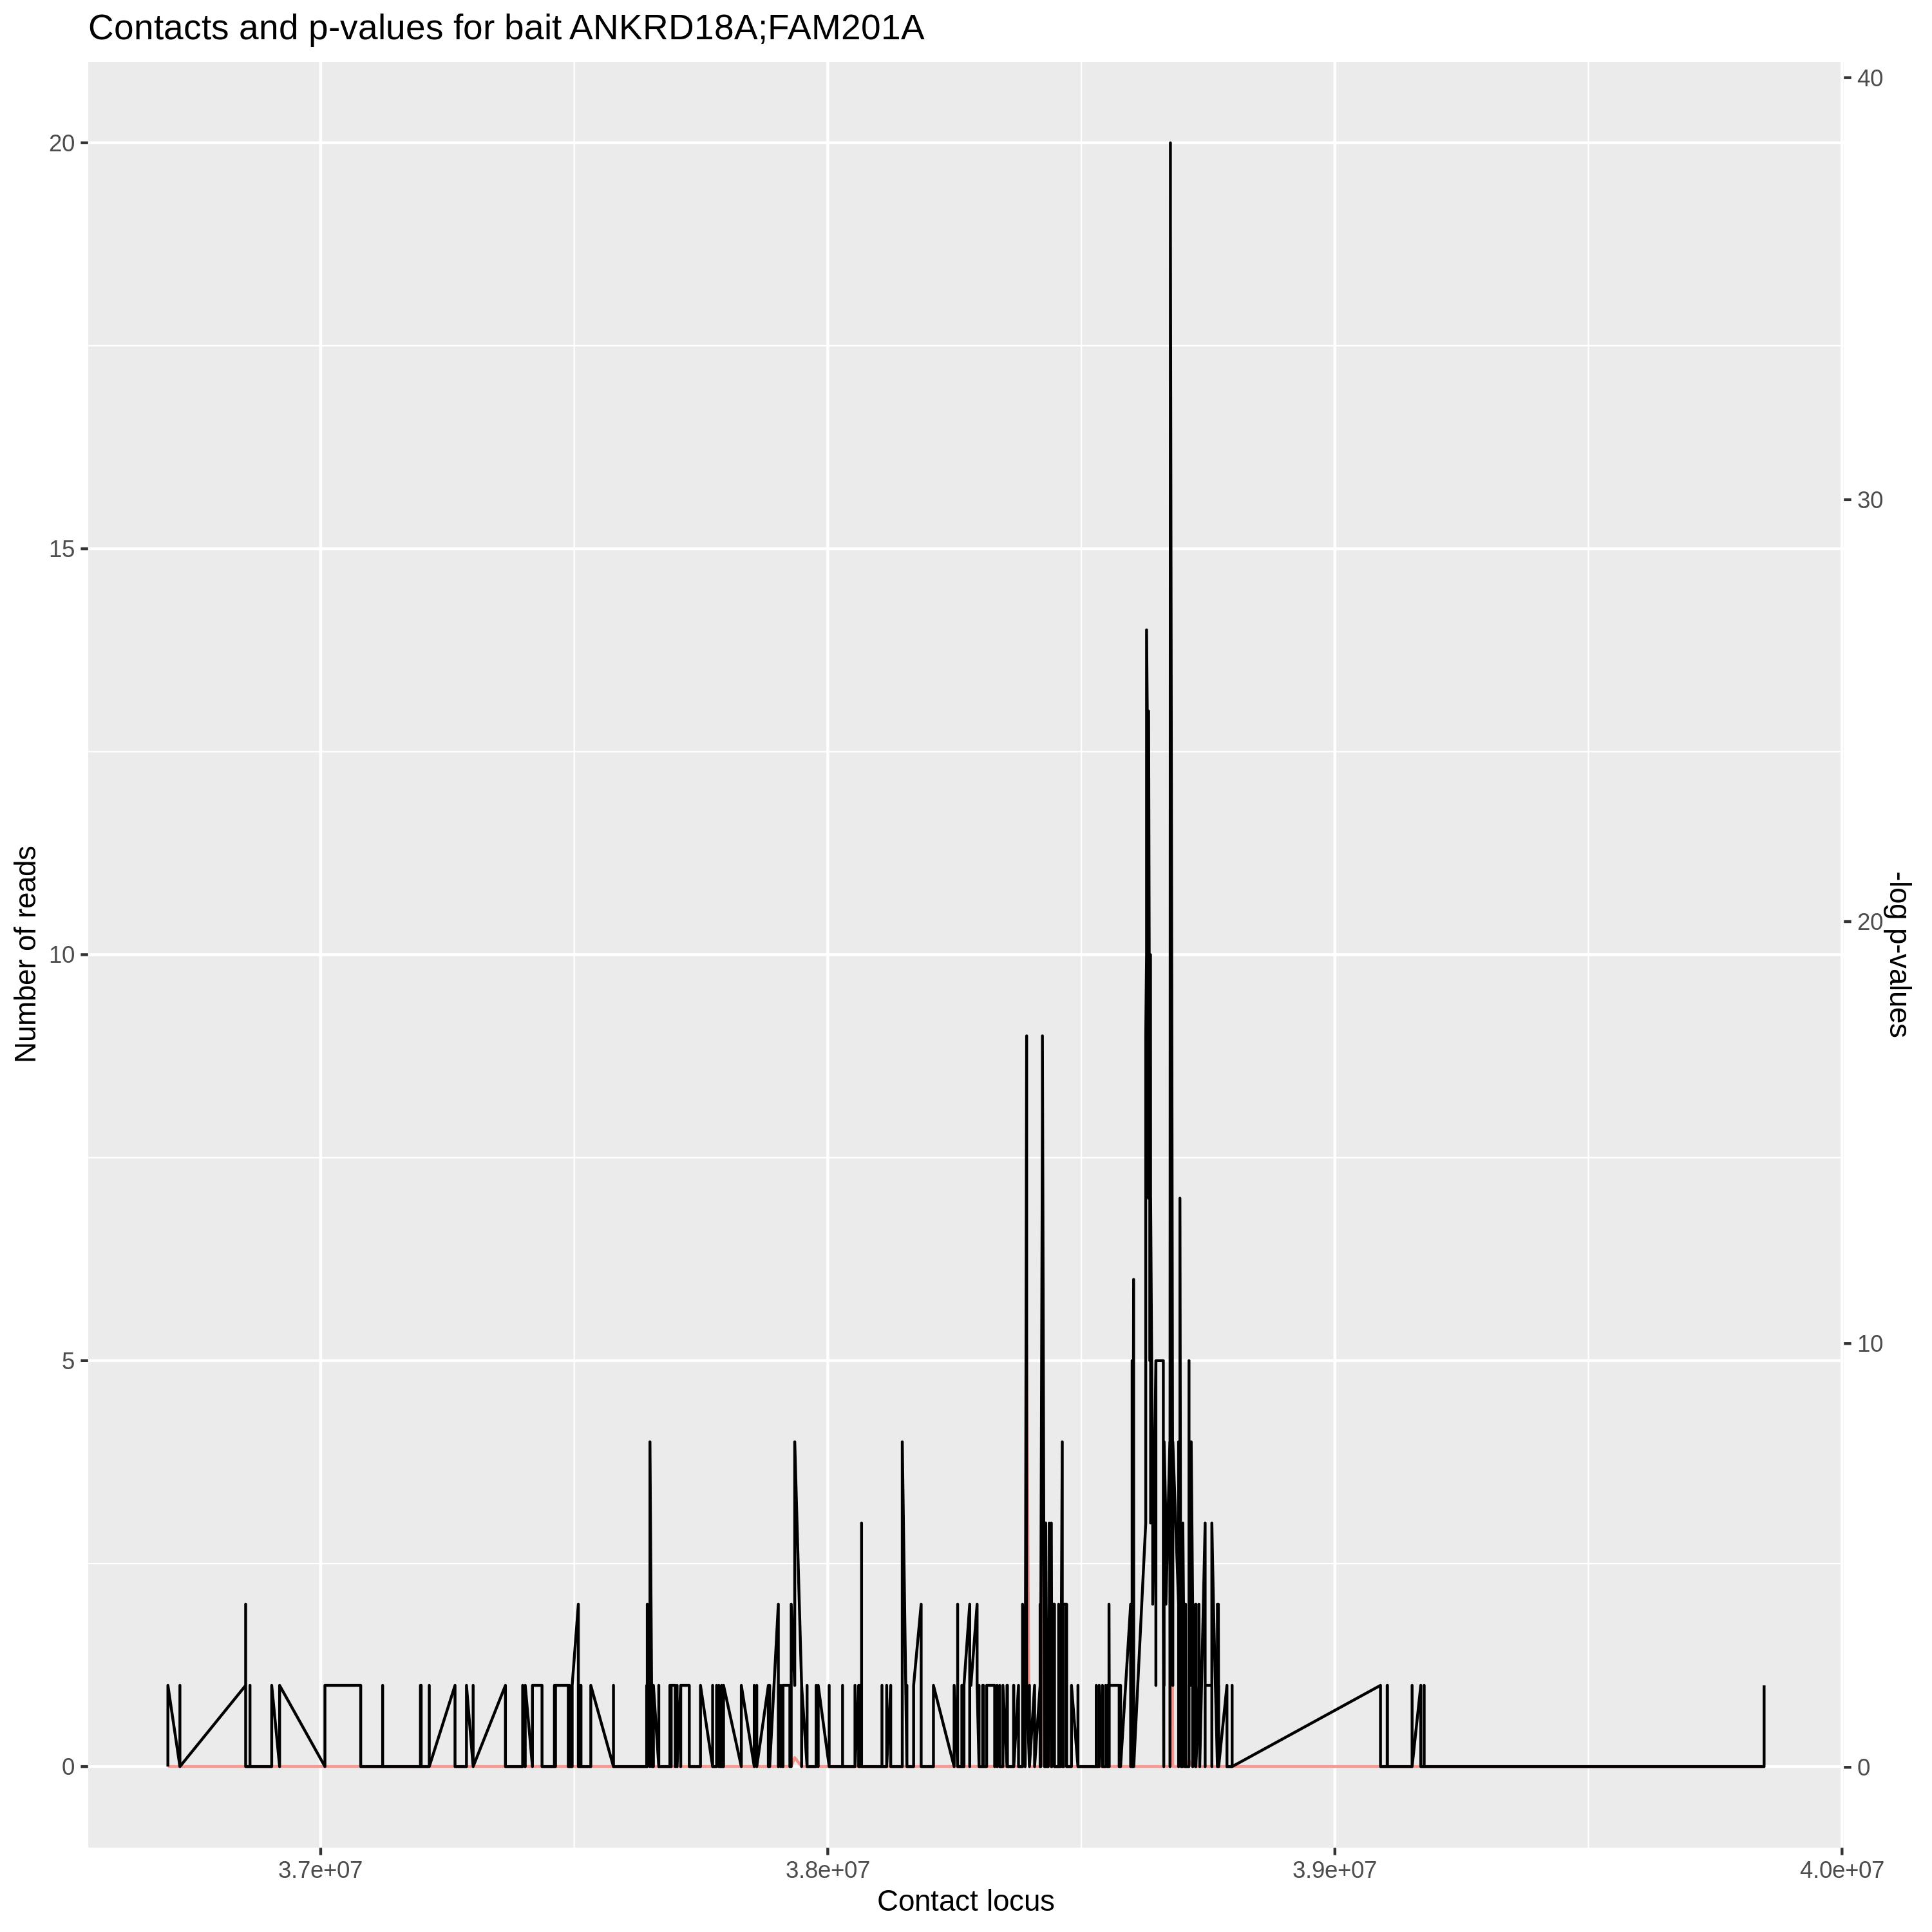 Contacts and p-values for bait ANKRD18A;FAM201A
40
20
30
15
20
10
10
5
0
0
Number of reads
-log p-values
3.7e+07
3.8e+07
3.9e+07
4.0e+07
Contact locus